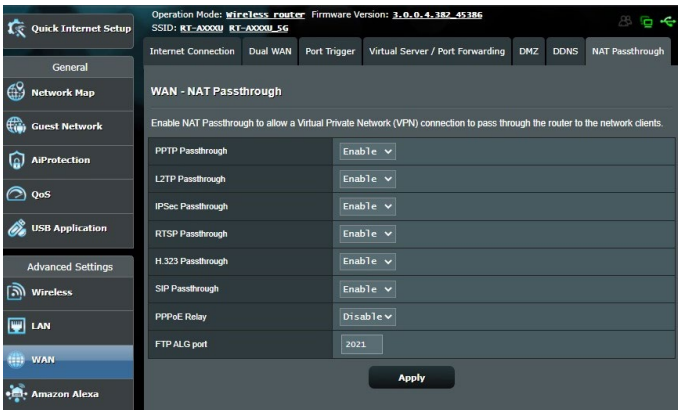 Quick Internet Setup
General
Network Map
Guest Network
AiProtection
QoS
USB Application
Advanced Settings
Wireless
LAN
WAN
Amazon Alexa
Operation Mode: Wireless router Firmware Version: 3.0.0.4.382_45386
SSID: RT-AXXXU RT-AXXXU_5G
Internet Connection Dual WAN Port Trigger Virtual Server / Port Forwarding DMZ DDNS NAT Passthrough
WAN - NAT Passthrough
Enable NAT Passthrough to allow a Virtual Private Network (VPN) connection to pass through the router to the network clients.
PPTP Passthrough Enable
L2TP Passthrough Enable
IPSec Passthrough Enable
RTSP Passthrough Enable
H.323 Passthrough Enable
SIP Passthrough Enable
PPPoE Relay Disable
FTP ALG port 2021
Apply